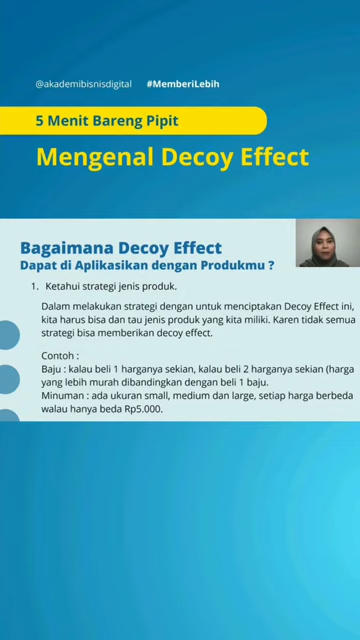 @akademibisnisdigital #MemberiLebih
5 Menit Bareng Pipit
Mengenal Decoy Effect
Bagaimana Decoy Effect
Dapat di Aplikasikan dengan Produkmu ?
1. Ketahui strategi jenis produk.
Dalam melakukan strategi dengan untuk menciptakan Decoy Effect ini,
kita harus bisa dan tau jenis produk yang kita miliki. Karen tidak semua
strategi bisa memberikan decoy effect.
Contoh :
Baju : kalau beli 1 harganya sekian, kalau beli 2 harganya sekian (harga
yang lebih murah dibandingkan dengan beli 1 baju.
Minuman : ada ukuran small, medium dan large, setiap harga berbeda
walau hanya beda Rp5.000.